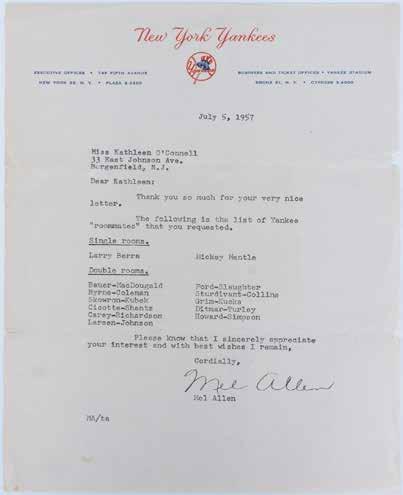 New York Yankees
EXECUTIVE OFFICES • 745 FIFTH AVENUE
NEW YORK 22, N. Y. • PLAZA 5-5300
BUSINESS AND TICKET OFFICES • YANKEE STADIUM
BRONX 51, N. Y. • CYPRESS 3-6000
July 5, 1957
Miss Kathleen O'Connell
33 East Johnson Ave.
Bergenfield, N.J.
Dear Kathleen:
Thank you so much for your very nice
letter.
The following is the list of Yankee
"roommates" that you requested.
Single rooms.
Larry Berra Mickey Mantle
Double rooms.
Bauer-MacDougald Ford-Slaughter
Byrne-Coleman Sturdivant-Collins
Skowron-Kubek Grim-Kucks
Cicotte-Shantz Ditmar-Turley
Carey-Richardson Howard-Simpson
Larsen-Johnson
Please know that I sincerely appreciate
your interest and with best wishes I remain,
Cordially,
Mel Allen
Mel Allen
MA/ta